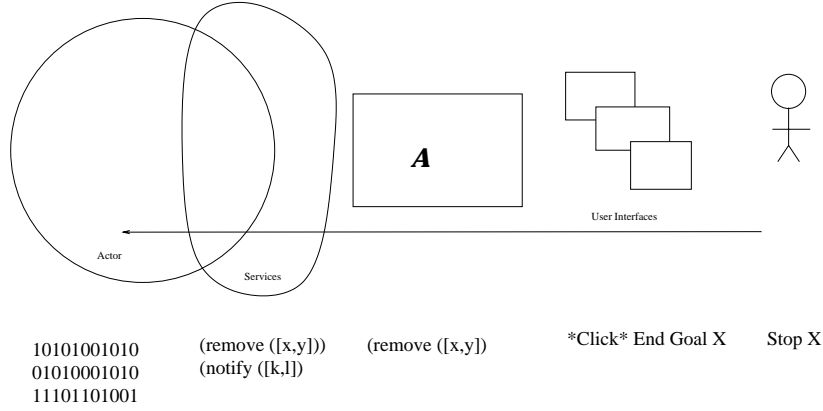 A
User Interfaces
Actor
Services
10101001010
01010001010
11101101001
(remove ([x,y]))
(notify ([k,l])
(remove ([x,y])
*Click* End Goal X
Stop X